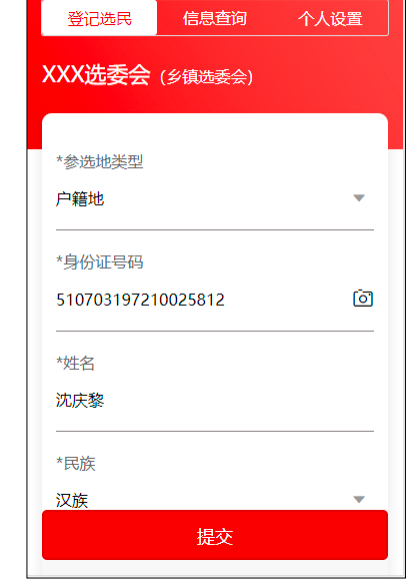 登记选民 信息查询 个人设置
XXX选委会（乡镇选委会）
*参选地类型
户籍地
*身份证号码
510703197210025812
*姓名
沈庆黎
*民族
汉族
提交